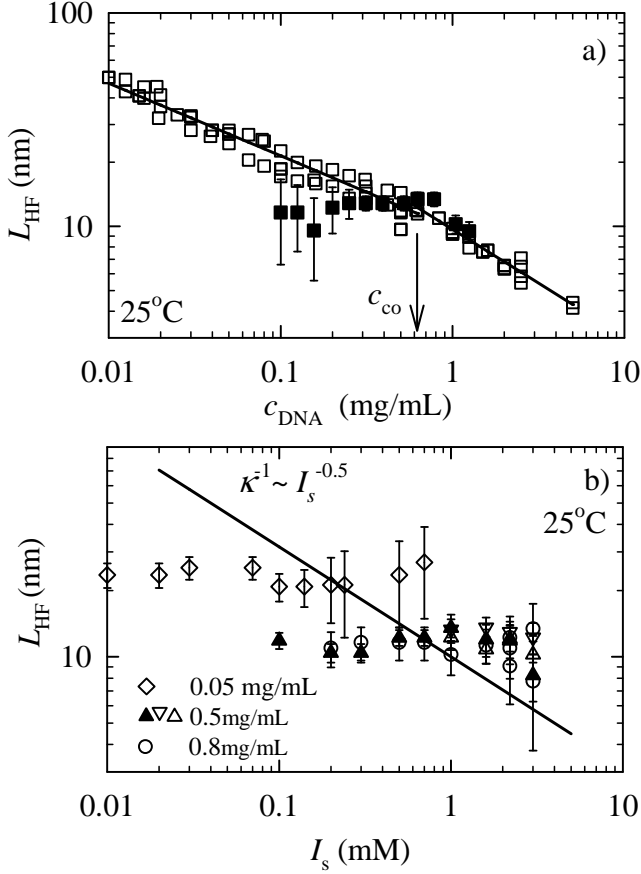 100
a)
L_HF (nm)
10
c_co
25°C
0.01 0.1 1 10
c_DNA (mg/mL)
κ^-1 ~ I_s^-0.5
b)
25°C
L_HF (nm)
10
0.05 mg/mL
0.5mg/mL
0.8mg/mL
0.01 0.1 1 10
I_s (mM)